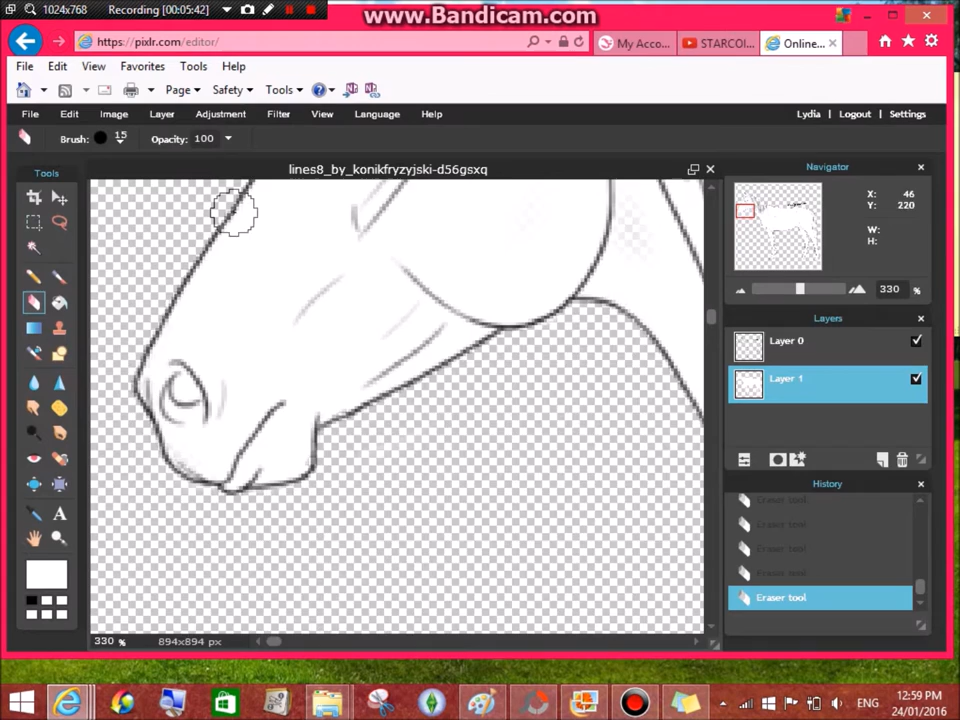 1024x768 Recording [00:05:42]
www.Bandicam.com
https://pixlr.com/editor/
My Acco...
STARCOI...
Online...
File Edit View Favorites Tools Help
Page Safety Tools
File Edit Image Layer Adjustment Filter View Language Help
Lydia Logout Settings
Brush: 15 Opacity: 100
Tools
lines8_by_konikfryzyjski-d56gsxq
Navigator
X: 46
Y: 220
W:
H:
330 %
Layers
Layer 0
Layer 1
History
Eraser tool
Eraser tool
Eraser tool
Eraser tool
Eraser tool
330 % 894x894 px
ENG
12:59 PM
24/01/2016